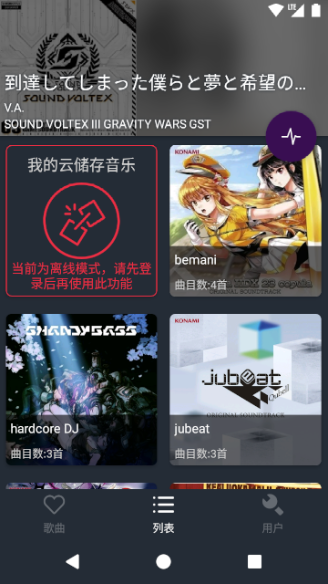 LTE
到達してしまった僕らと夢と希望の...
SOUND VOLTEX
V.A.
SOUND VOLTEX III GRAVITY WARS GST
我的云储存音乐
当前为离线模式，请先登
录后再使用此功能
KONAMI
bemani
曲目数:4首
SHANDYBASS
hardcore DJ
曲目数:3首
KONAMI
jubeat
ORIGINAL SOUNDTRACK
jubeat
曲目数:3首
歌曲
列表
用户